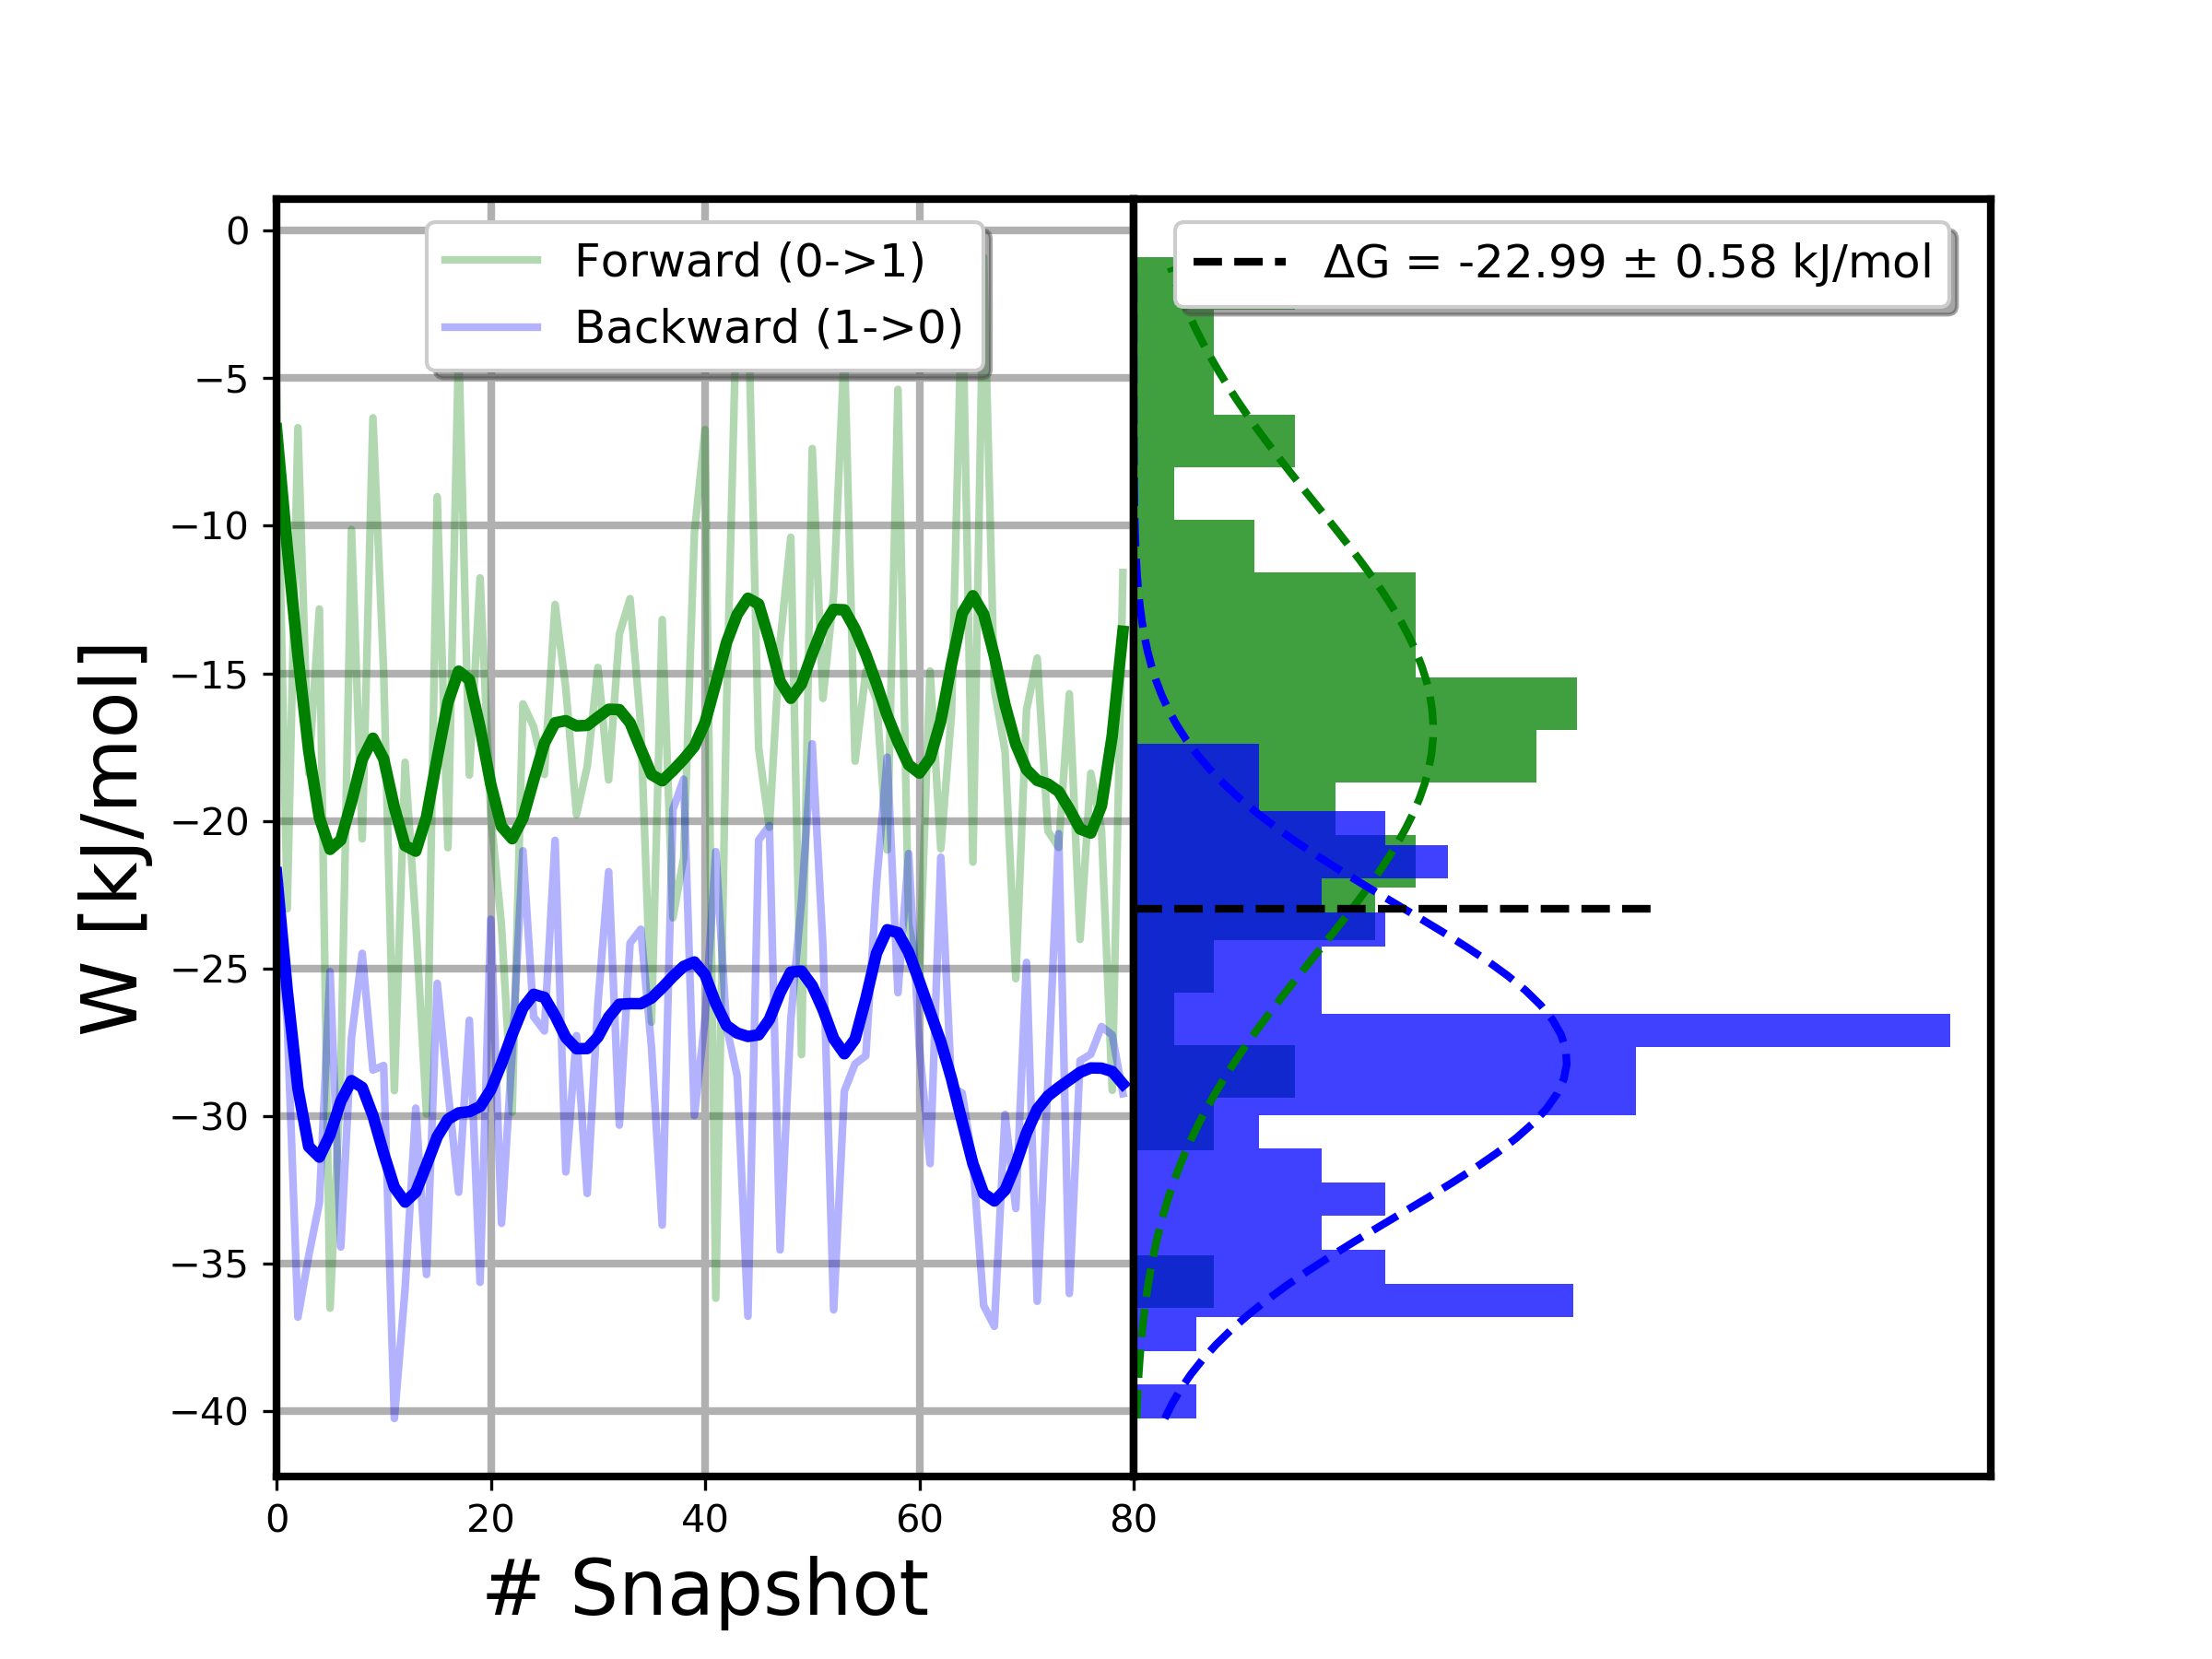 Forward (0->1)
Backward (1->0)
ΔG = -22.99 ± 0.58 kJ/mol
W [kJ/mol]
0
−5
−10
−15
−20
−25
−30
−35
−40
0 20 40 60 80
# Snapshot